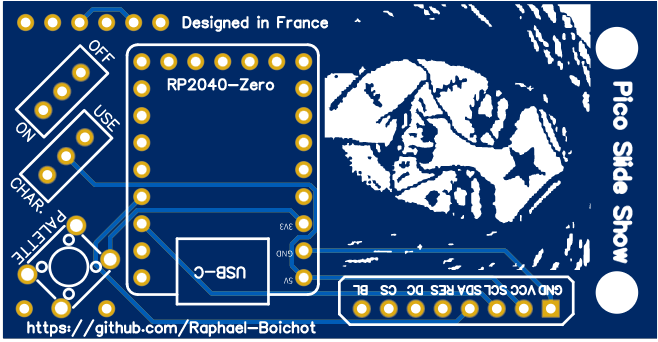 Designed in France
OFF
ON
USE
CHAR.
RP2040-Zero
PALETTE
3V3
GND
5V
USB-C
BL CS DC RES SDA SCL VCC GND
Pico Slide Show
https://github.com/Raphael-Boichot